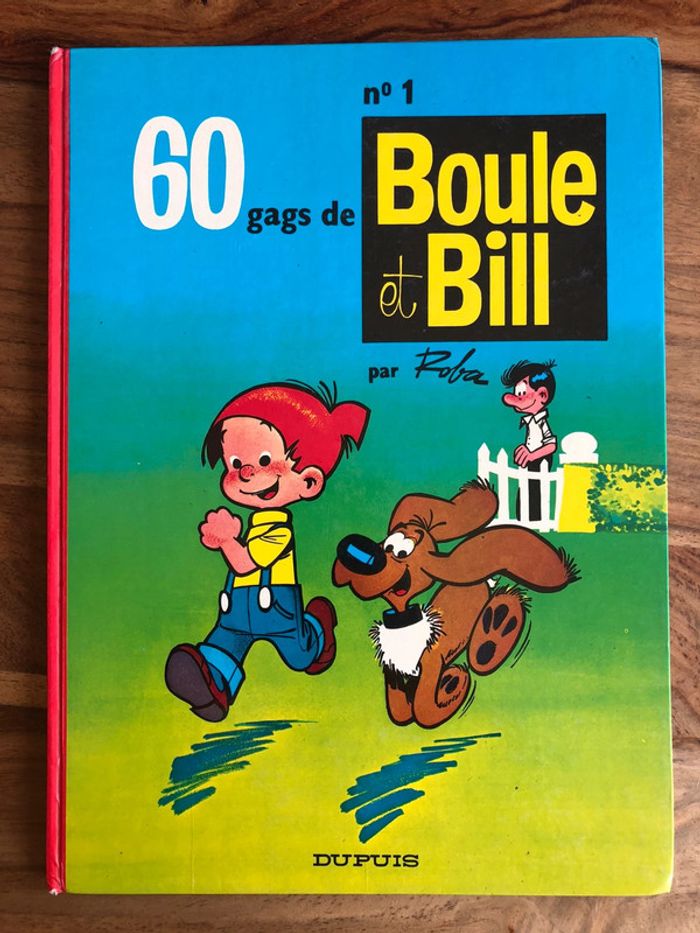 nº 1
60 gags de Boule
et Bill
par Roba
DUPUIS